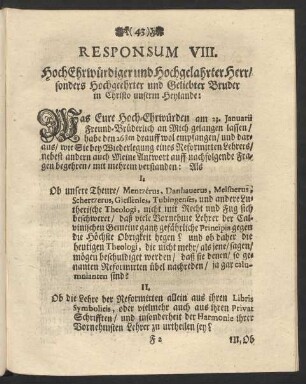 (43)
RESPONSUM VIII.
HochEhrwürdiger und Hochgelahrter Herr/
sonders Hochgeehrter und Geliebter Bruder
in Christo unserm Heylande:
Was Eure Hoch-Ehrwürden am 24. Januarii
Freund-Brüderlich an Mich gelangen lassen/
habe den 26sten drauff wol empfangen/ und dar-
aus/ wie Sie bey Wiederlegung eines Reformirten Lehrers/
nebest andern auch Meine Antwort auff nachfolgende Fra-
gen begehren/ mit mehrern verstanden: Als
I.
Ob unsere Theure/ Mentzerus, Danhauerus, Meisnerus,
Schertzerus, Giessenses, Tubingenses, und andere Lu-
therische Theologi, nicht mit Recht und Fug sich
beschweret/ daß viele Vornehme Lehrer der Cal-
vinischen Gemeine gantz gefährliche Principia gegen
die Höchste Obrigkeit hegen? und ob daher die
heutigen Theologi, die nicht mehr/ als jene/ sagen/
mögen beschuldiget werden/ daß sie denen/ so ge-
nanten Reformirten übel nachreden/ ja gar calu-
mnianten sind?
II.
Ob die Lehre der Reformirten allein aus ihren Libris
Symbolicis, oder vielmehr auch aus ihren Privat
Schrifften/ und insonderheit der Harmonie ihrer
Vornehmsten Lehrer zu urtheilen sey?
F 2
III. Ob